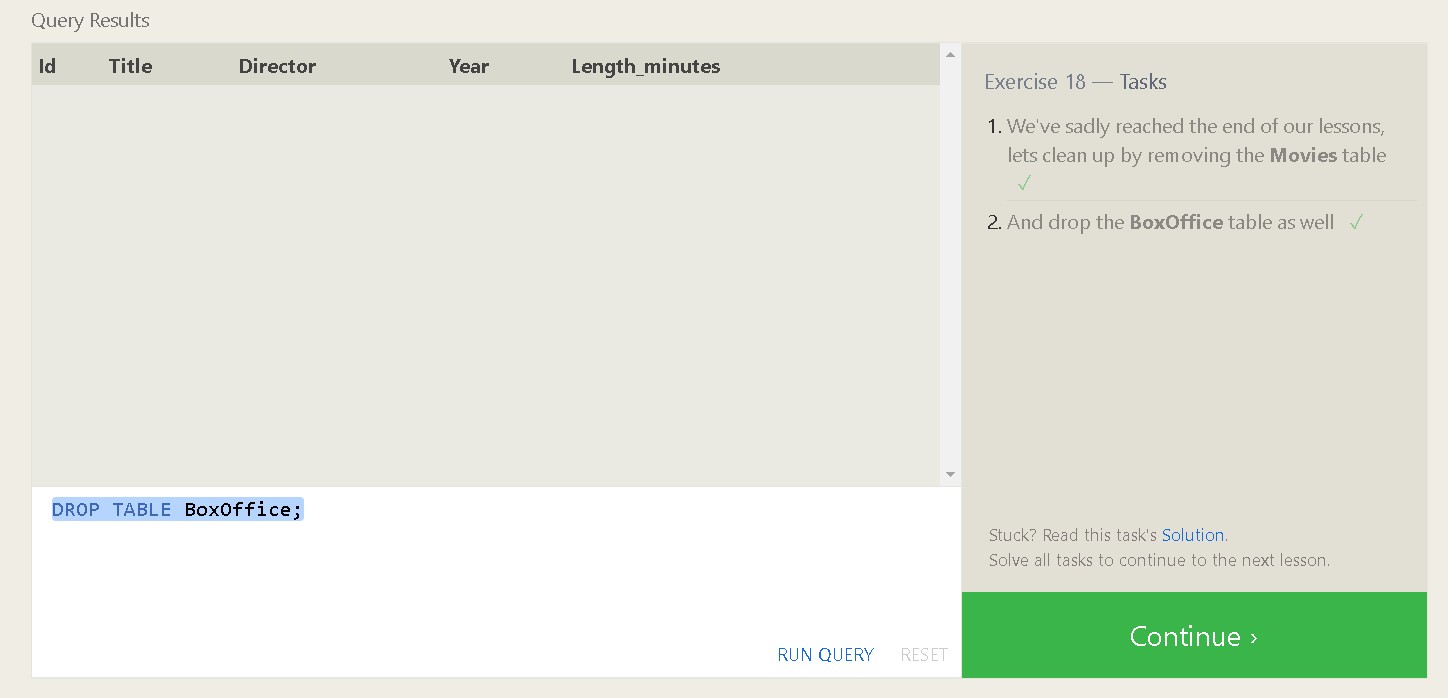 Query Results
Id Title Director Year Length_minutes
DROP TABLE BoxOffice;
RUN QUERY RESET
Exercise 18 — Tasks
1. We've sadly reached the end of our lessons,
lets clean up by removing the Movies table
✓
2. And drop the BoxOffice table as well ✓
Stuck? Read this task's Solution.
Solve all tasks to continue to the next lesson.
Continue ›